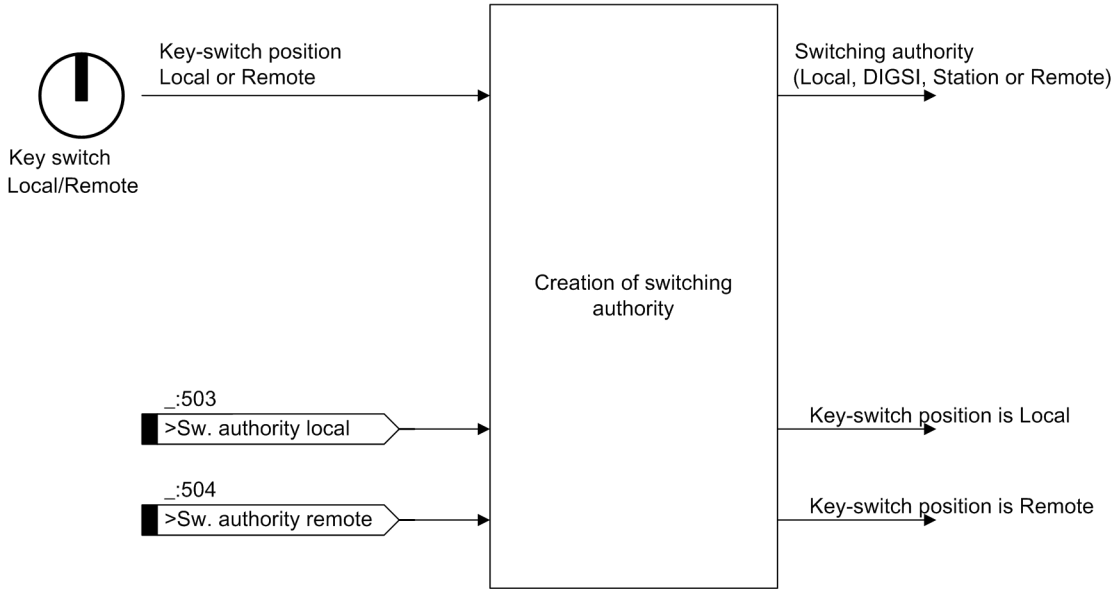 Key-switch position
Local or Remote
Key switch
Local/Remote
Switching authority
(Local, DIGSI, Station or Remote)
Creation of switching
authority
_:503
>Sw. authority local
_:504
>Sw. authority remote
Key-switch position is Local
Key-switch position is Remote